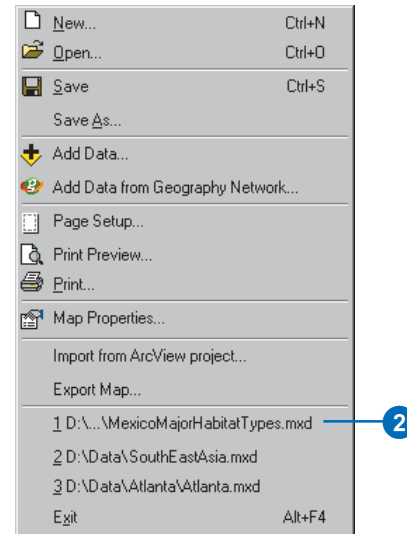 New... Ctrl+N
Open... Ctrl+O
Save Ctrl+S
Save As...
Add Data...
Add Data from Geography Network...
Page Setup...
Print Preview...
Print...
Map Properties...
Import from ArcView project...
Export Map...
1 D:\...\MexicoMajorHabitatTypes.mxd 2
2 D:\Data\SouthEastAsia.mxd
3 D:\Data\Atlanta\Atlanta.mxd
Exit Alt+F4